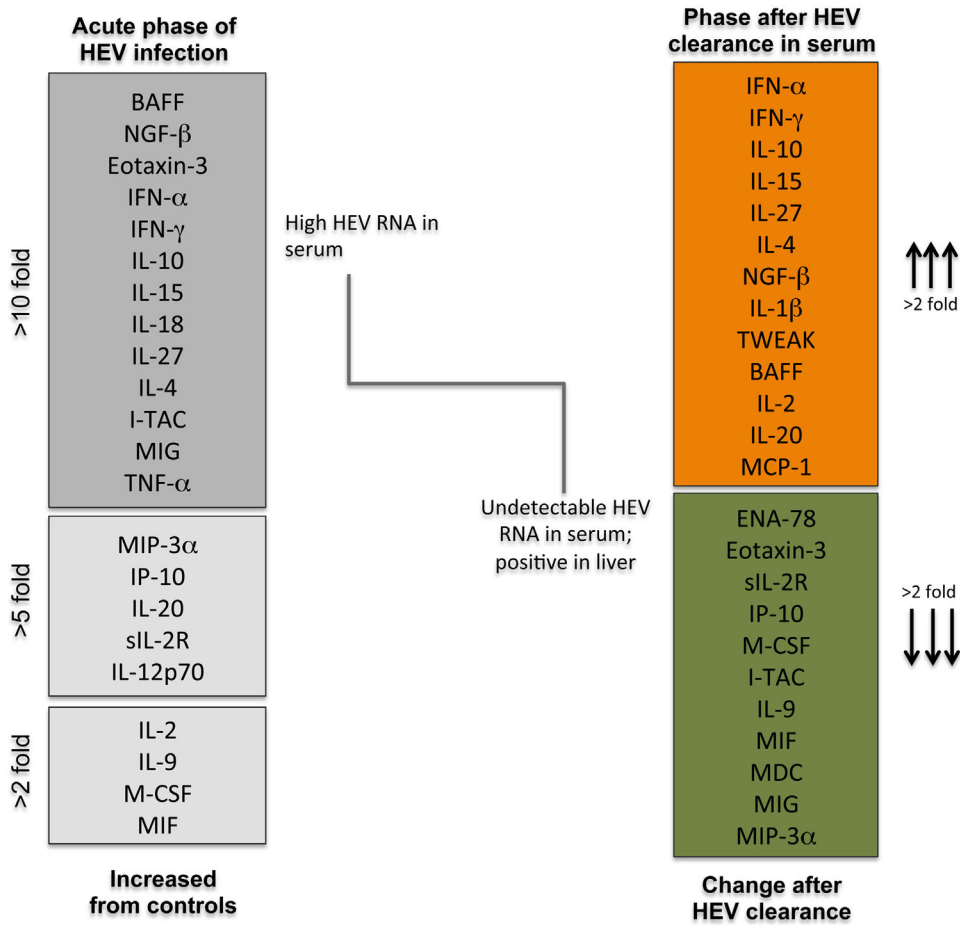 Acute phase of
HEV infection
>10 fold
BAFF
NGF-β
Eotaxin-3
IFN-α
IFN-γ
IL-10
IL-15
IL-18
IL-27
IL-4
I-TAC
MIG
TNF-α
>5 fold
MIP-3α
IP-10
IL-20
sIL-2R
IL-12p70
>2 fold
IL-2
IL-9
M-CSF
MIF
Increased
from controls
High HEV RNA in
serum
Undetectable HEV
RNA in serum;
positive in liver
Phase after HEV
clearance in serum
IFN-α
IFN-γ
IL-10
IL-15
IL-27
IL-4
NGF-β
IL-1β
TWEAK
BAFF
IL-2
IL-20
MCP-1
>2 fold
ENA-78
Eotaxin-3
sIL-2R
IP-10
M-CSF
I-TAC
IL-9
MIF
MDC
MIG
MIP-3α
>2 fold
Change after
HEV clearance